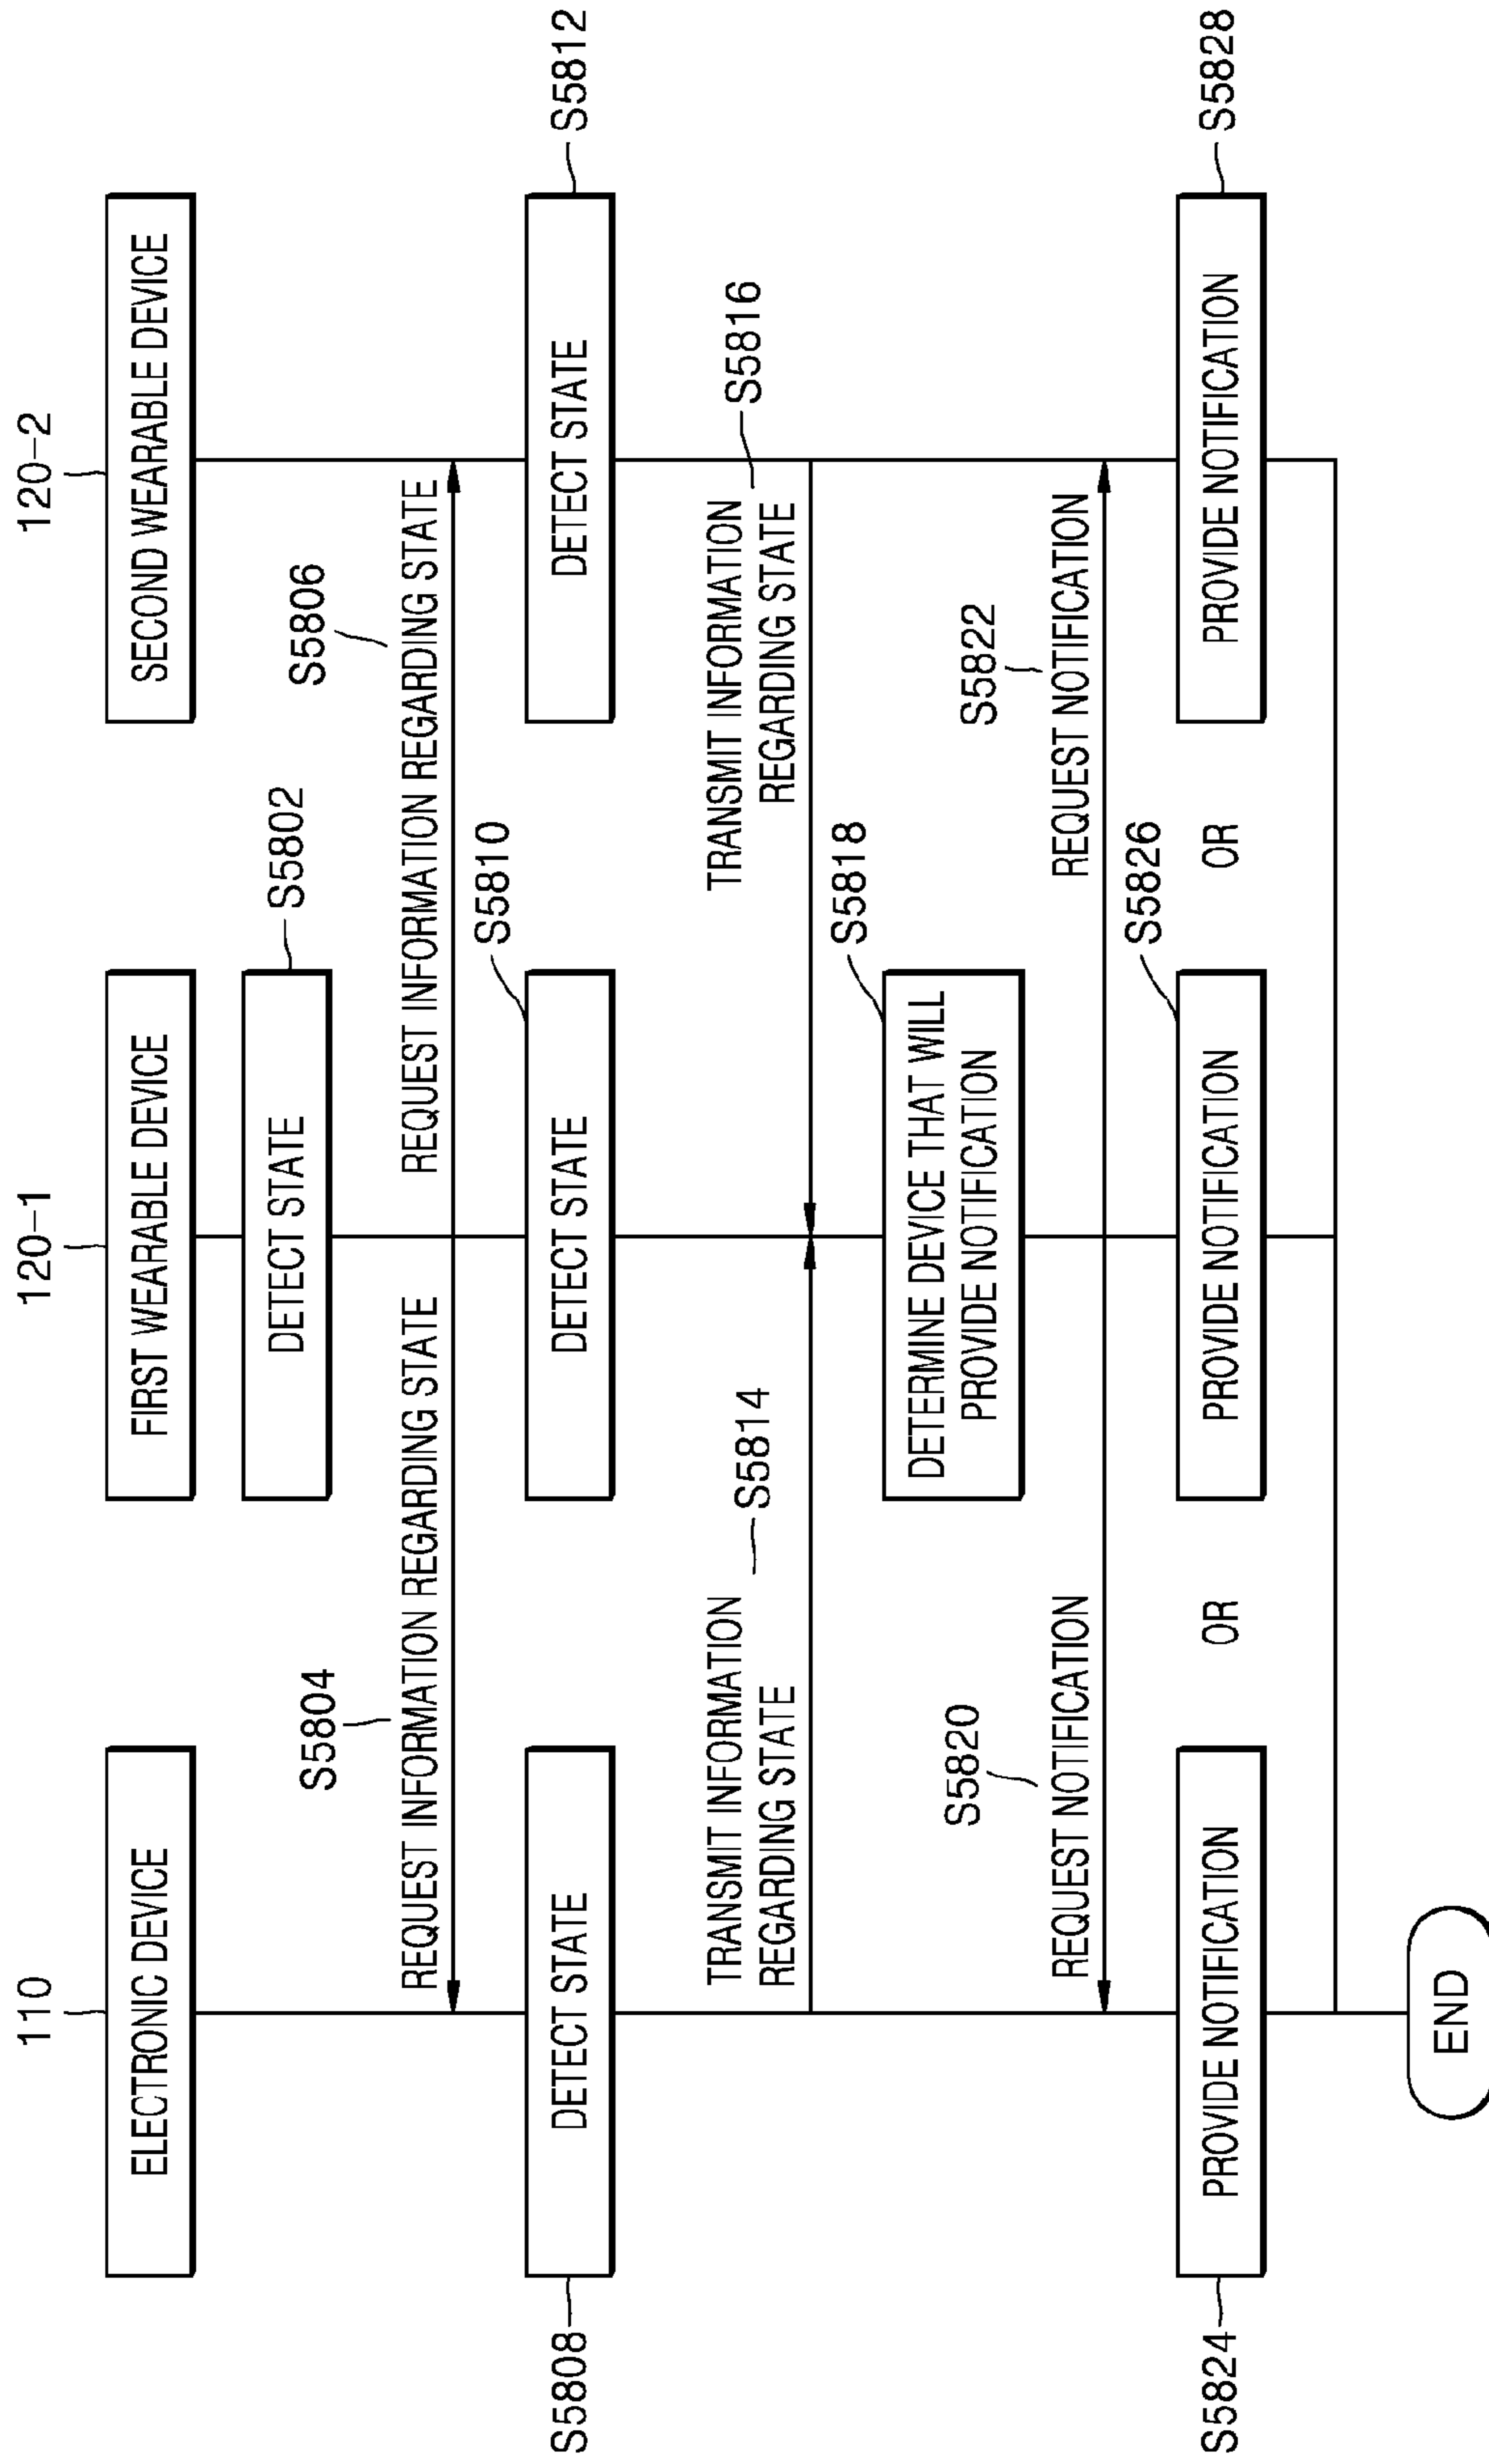 110
120-1
120-2
ELECTRONIC DEVICE
FIRST WEARABLE DEVICE
SECOND WEARABLE DEVICE
DETECT STATE
S5802
S5804
S5806
REQUEST INFORMATION REGARDING STATE
REQUEST INFORMATION REGARDING STATE
S5810
S5808
DETECT STATE
DETECT STATE
DETECT STATE
S5812
TRANSMIT INFORMATION
REGARDING STATE
S5814
TRANSMIT INFORMATION
REGARDING STATE
S5816
S5818
DETERMINE DEVICE THAT WILL
PROVIDE NOTIFICATION
S5820
S5822
REQUEST NOTIFICATION
REQUEST NOTIFICATION
S5826
S5824
PROVIDE NOTIFICATION
OR
PROVIDE NOTIFICATION
OR
PROVIDE NOTIFICATION
S5828
END